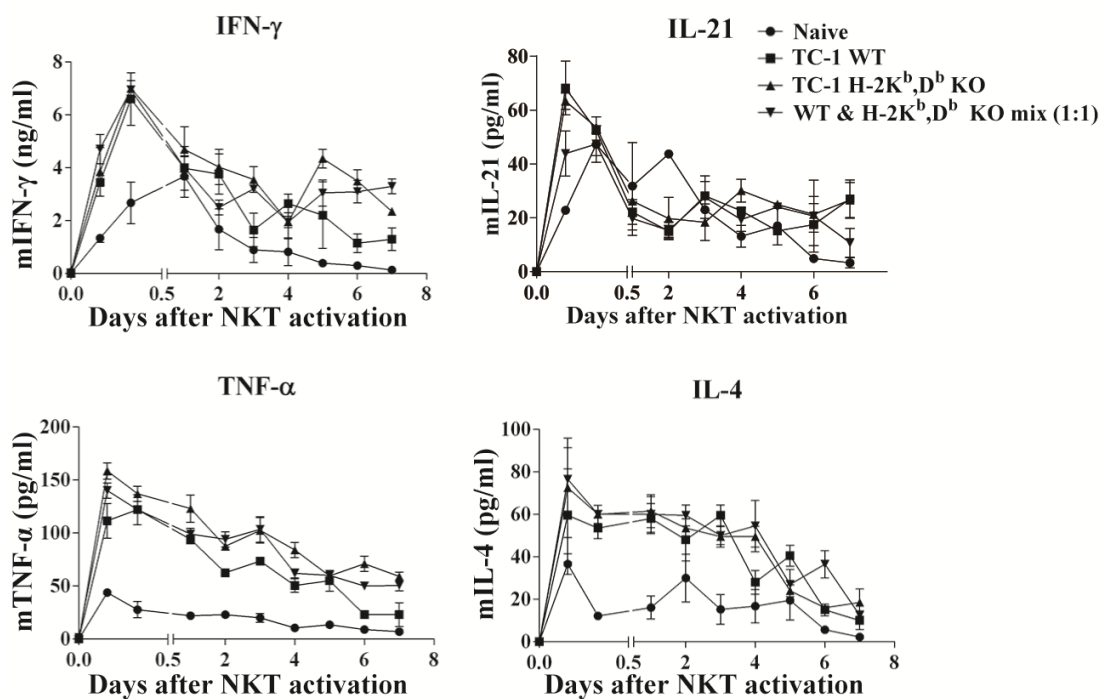 IFN-γ
mIFN-γ (ng/ml)
8
6
4
2
0
0.0
0.5
2
4
6
8
Days after NKT activation
IL-21
mIL-21 (pg/ml)
80
60
40
20
0
0.0
0.5
2
4
6
Days after NKT activation
Naive
TC-1 WT
TC-1 H-2Kᵇ,Dᵇ KO
WT & H-2Kᵇ,Dᵇ KO mix (1:1)
TNF-α
mTNF-α (pg/ml)
200
150
100
50
0
0.0
0.5
2
4
6
8
Days after NKT activation
IL-4
mIL-4 (pg/ml)
100
80
60
40
20
0
0.0
0.5
2
4
6
8
Days after NKT activation